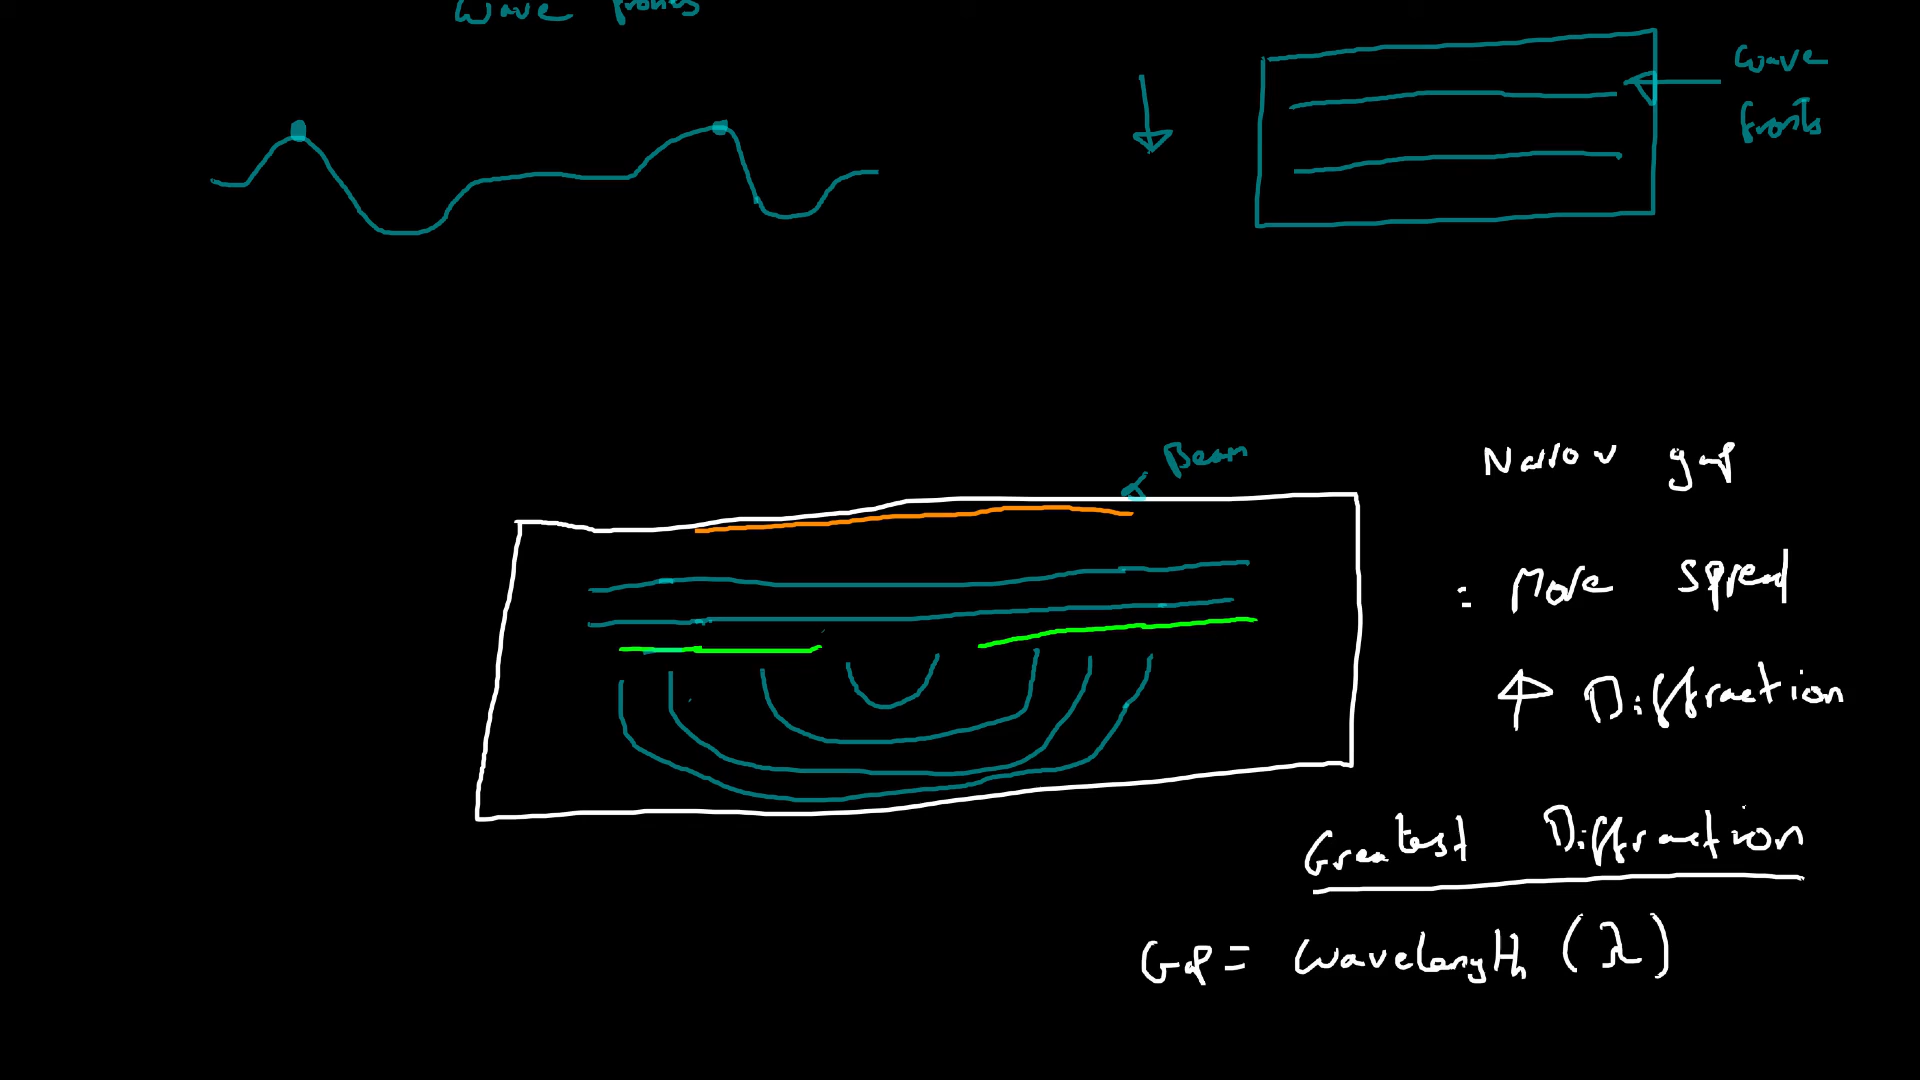 Wave fronts
Wave
fronts
Beam
Narrow gap
= More spread
↑ Diffraction
Greatest Diffraction
Gap = Wavelength (λ)